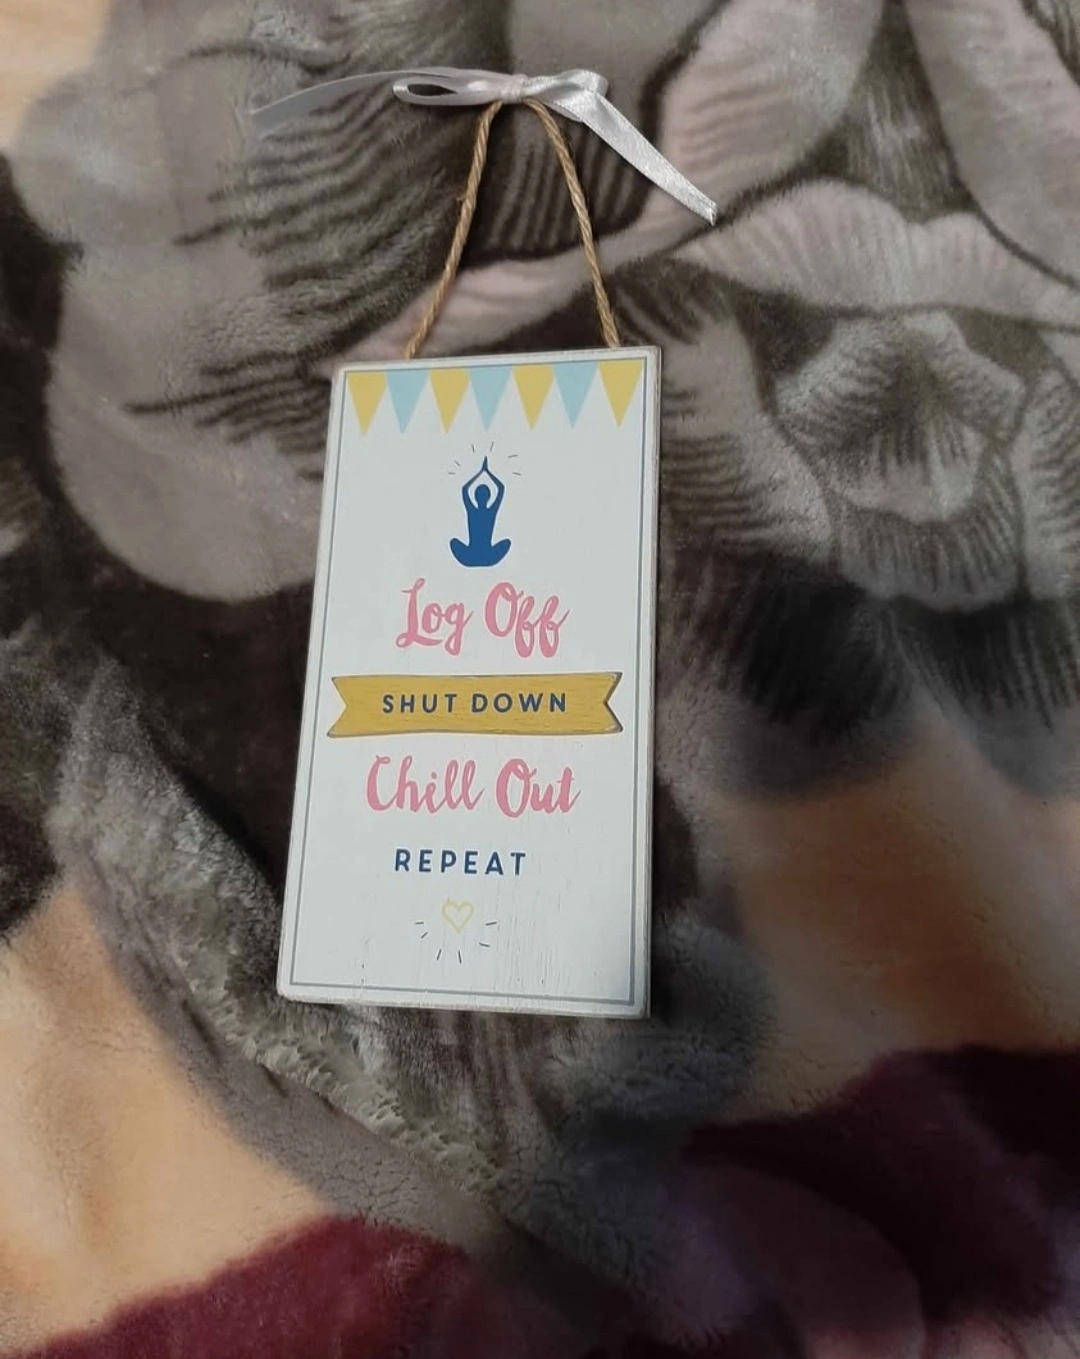 Log Off
SHUT DOWN
Chill Out
REPEAT